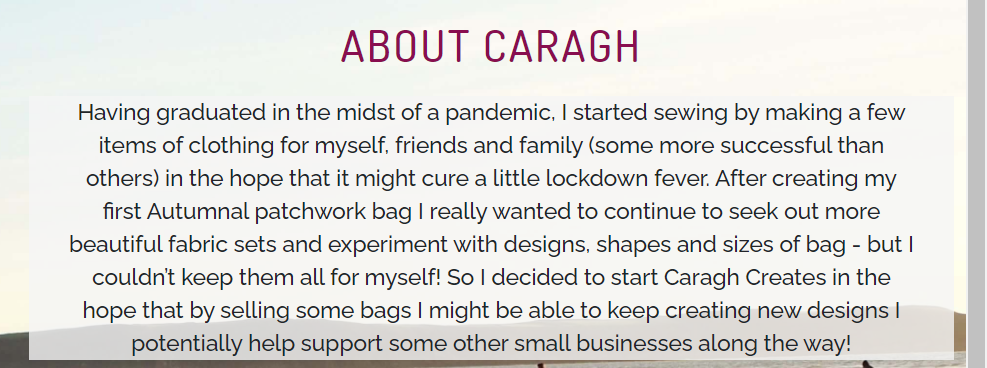 ABOUT CARAGH
Having graduated in the midst of a pandemic, I started sewing by making a few
items of clothing for myself, friends and family (some more successful than
others) in the hope that it might cure a little lockdown fever. After creating my
first Autumnal patchwork bag I really wanted to continue to seek out more
beautiful fabric sets and experiment with designs, shapes and sizes of bag - but I
couldn't keep them all for myself! So I decided to start Caragh Creates in the
hope that by selling some bags I might be able to keep creating new designs I
potentially help support some other small businesses along the way!